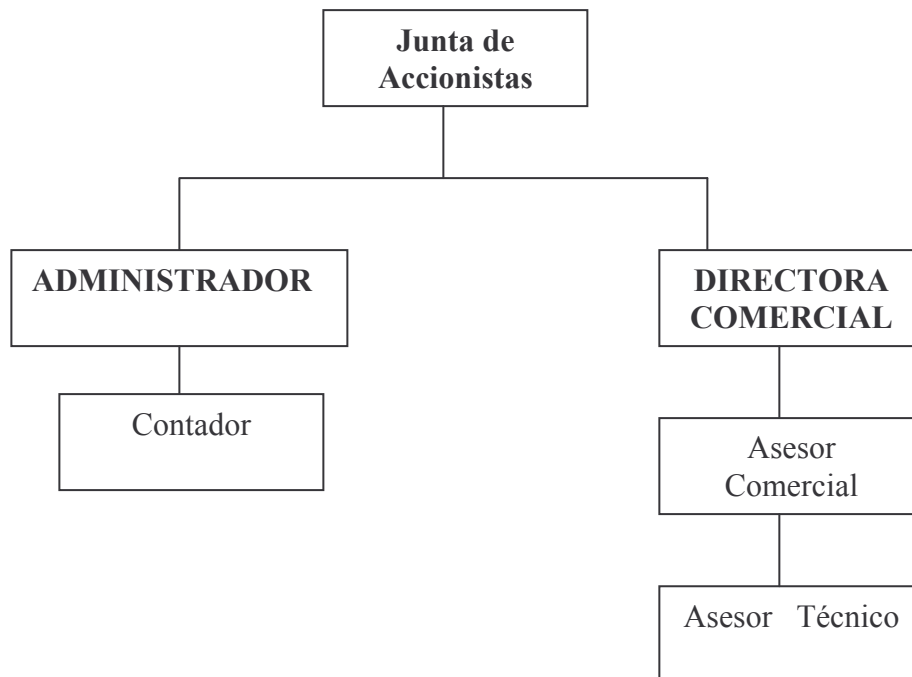 Junta de
Accionistas
ADMINISTRADOR
DIRECTORA
COMERCIAL
Contador
Asesor
Comercial
Asesor Técnico